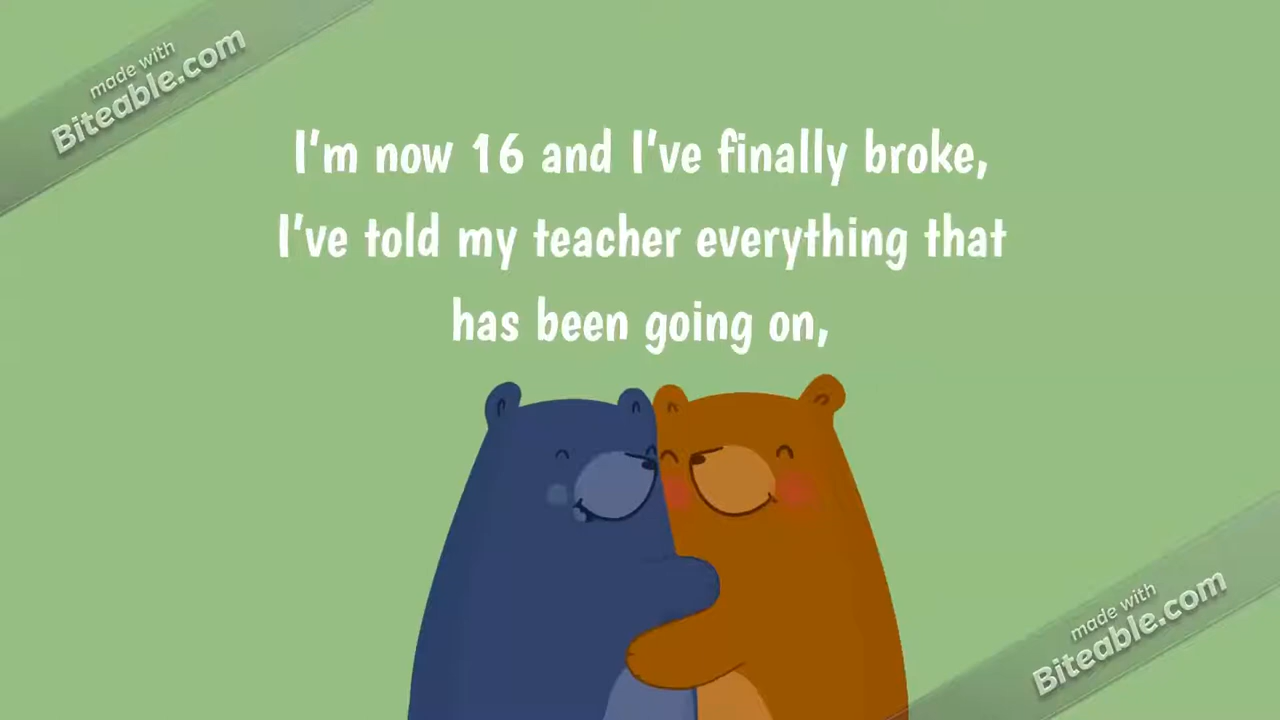 made with
Biteable.com
I've now 16 and I've finally broke,
I've told my teacher everything that
has been going on,
made with
Biteable.com